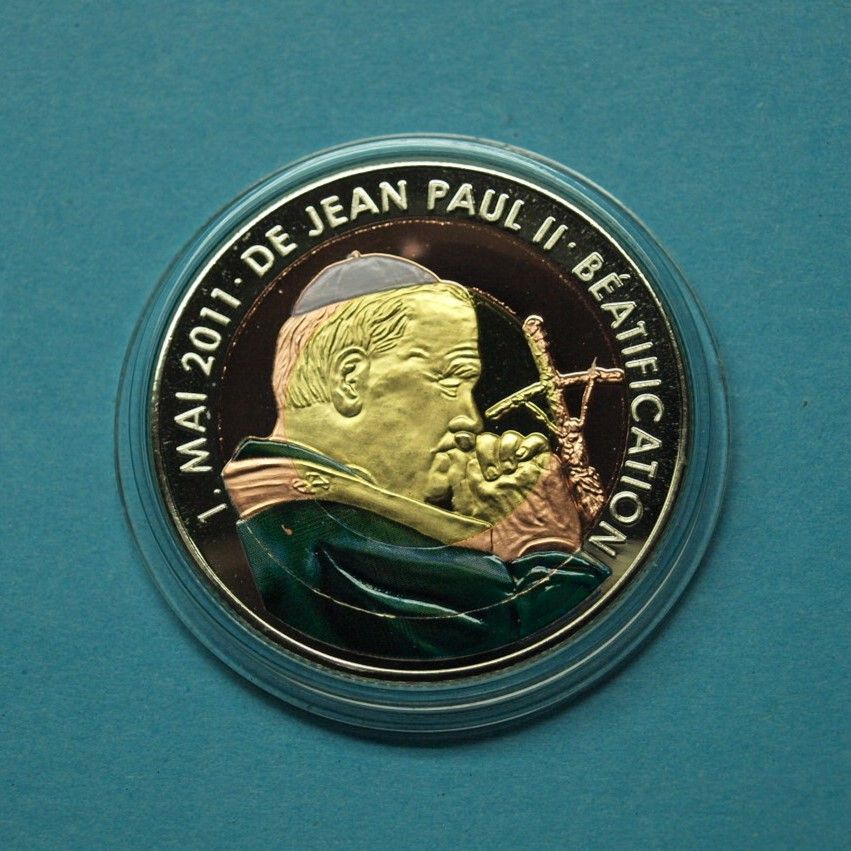 1. MAI 2011 · DE JEAN PAUL II · BÉATIFICATION